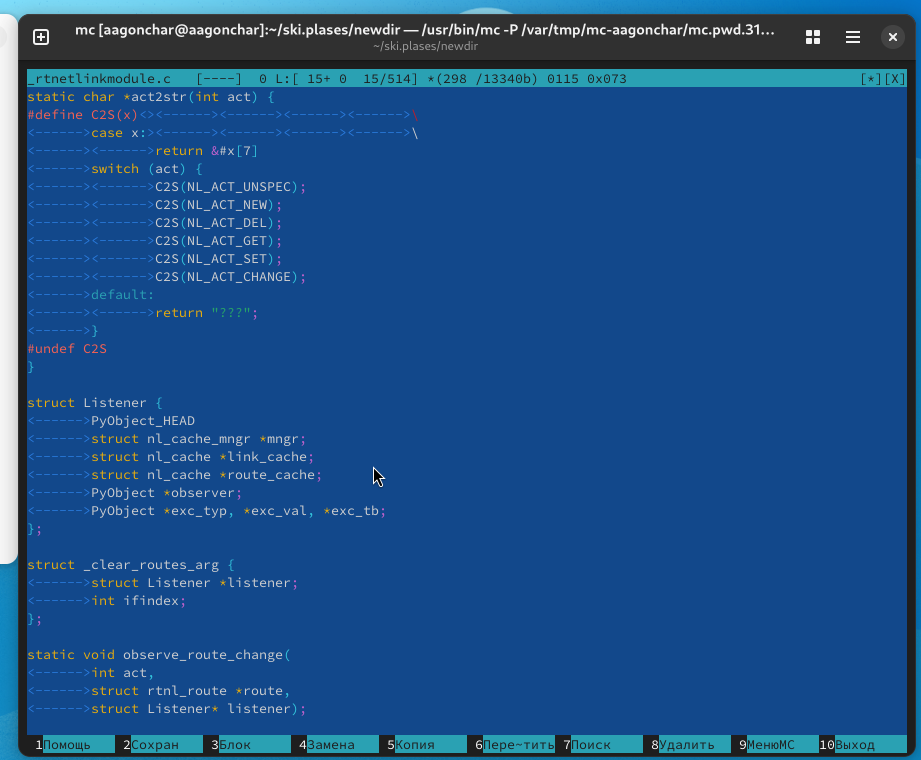 mc [aagonchar@aagonchar]:~/ski.plases/newdir — /usr/bin/mc -P /var/tmp/mc-aagonchar/mc.pwd.31…
~/ski.plases/newdir
_rtnetlinkmodule.c   [----]  0 L:[ 15+ 0  15/514] *(298 /13340b) 0115 0x073   [*][X]
static char *act2str(int act) {
#define C2S(x)<><------><------><------><------>\
<------>case x:><------><------><------><------>\
<------><------>return &#x[7]
<------>switch (act) {
<------><------>C2S(NL_ACT_UNSPEC);
<------><------>C2S(NL_ACT_NEW);
<------><------>C2S(NL_ACT_DEL);
<------><------>C2S(NL_ACT_GET);
<------><------>C2S(NL_ACT_SET);
<------><------>C2S(NL_ACT_CHANGE);
<------>default:
<------><------>return "???";
<------>}
#undef C2S
}
struct Listener {
<------>PyObject_HEAD
<------>struct nl_cache_mngr *mngr;
<------>struct nl_cache *link_cache;
<------>struct nl_cache *route_cache;
<------>PyObject *observer;
<------>PyObject *exc_typ, *exc_val, *exc_tb;
};
struct _clear_routes_arg {
<------>struct Listener *listener;
<------>int ifindex;
};
static void observe_route_change(
<------>int act,
<------>struct rtnl_route *route,
<------>struct Listener* listener);
1Помощь 2Сохран 3Блок 4Замена 5Копия 6Пере~тить 7Поиск 8Удалить 9МенюМС 10Выход